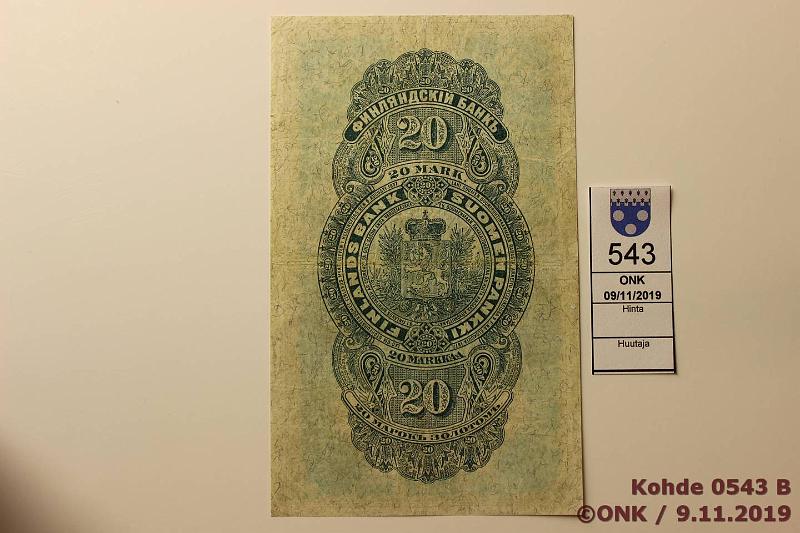 ФИНЛЯНДСКІЙ БАНКЪ
20
20 MARK
FINLANDS BANK
SUOMEN PANKKI
20 MARKKAA
20
20 МАРОКЪ ЗОЛОТОМЪ
543
ONK
09/11/2019
Hinta
Huutaja
Kohde 0543 B
©ONK / 9.11.2019